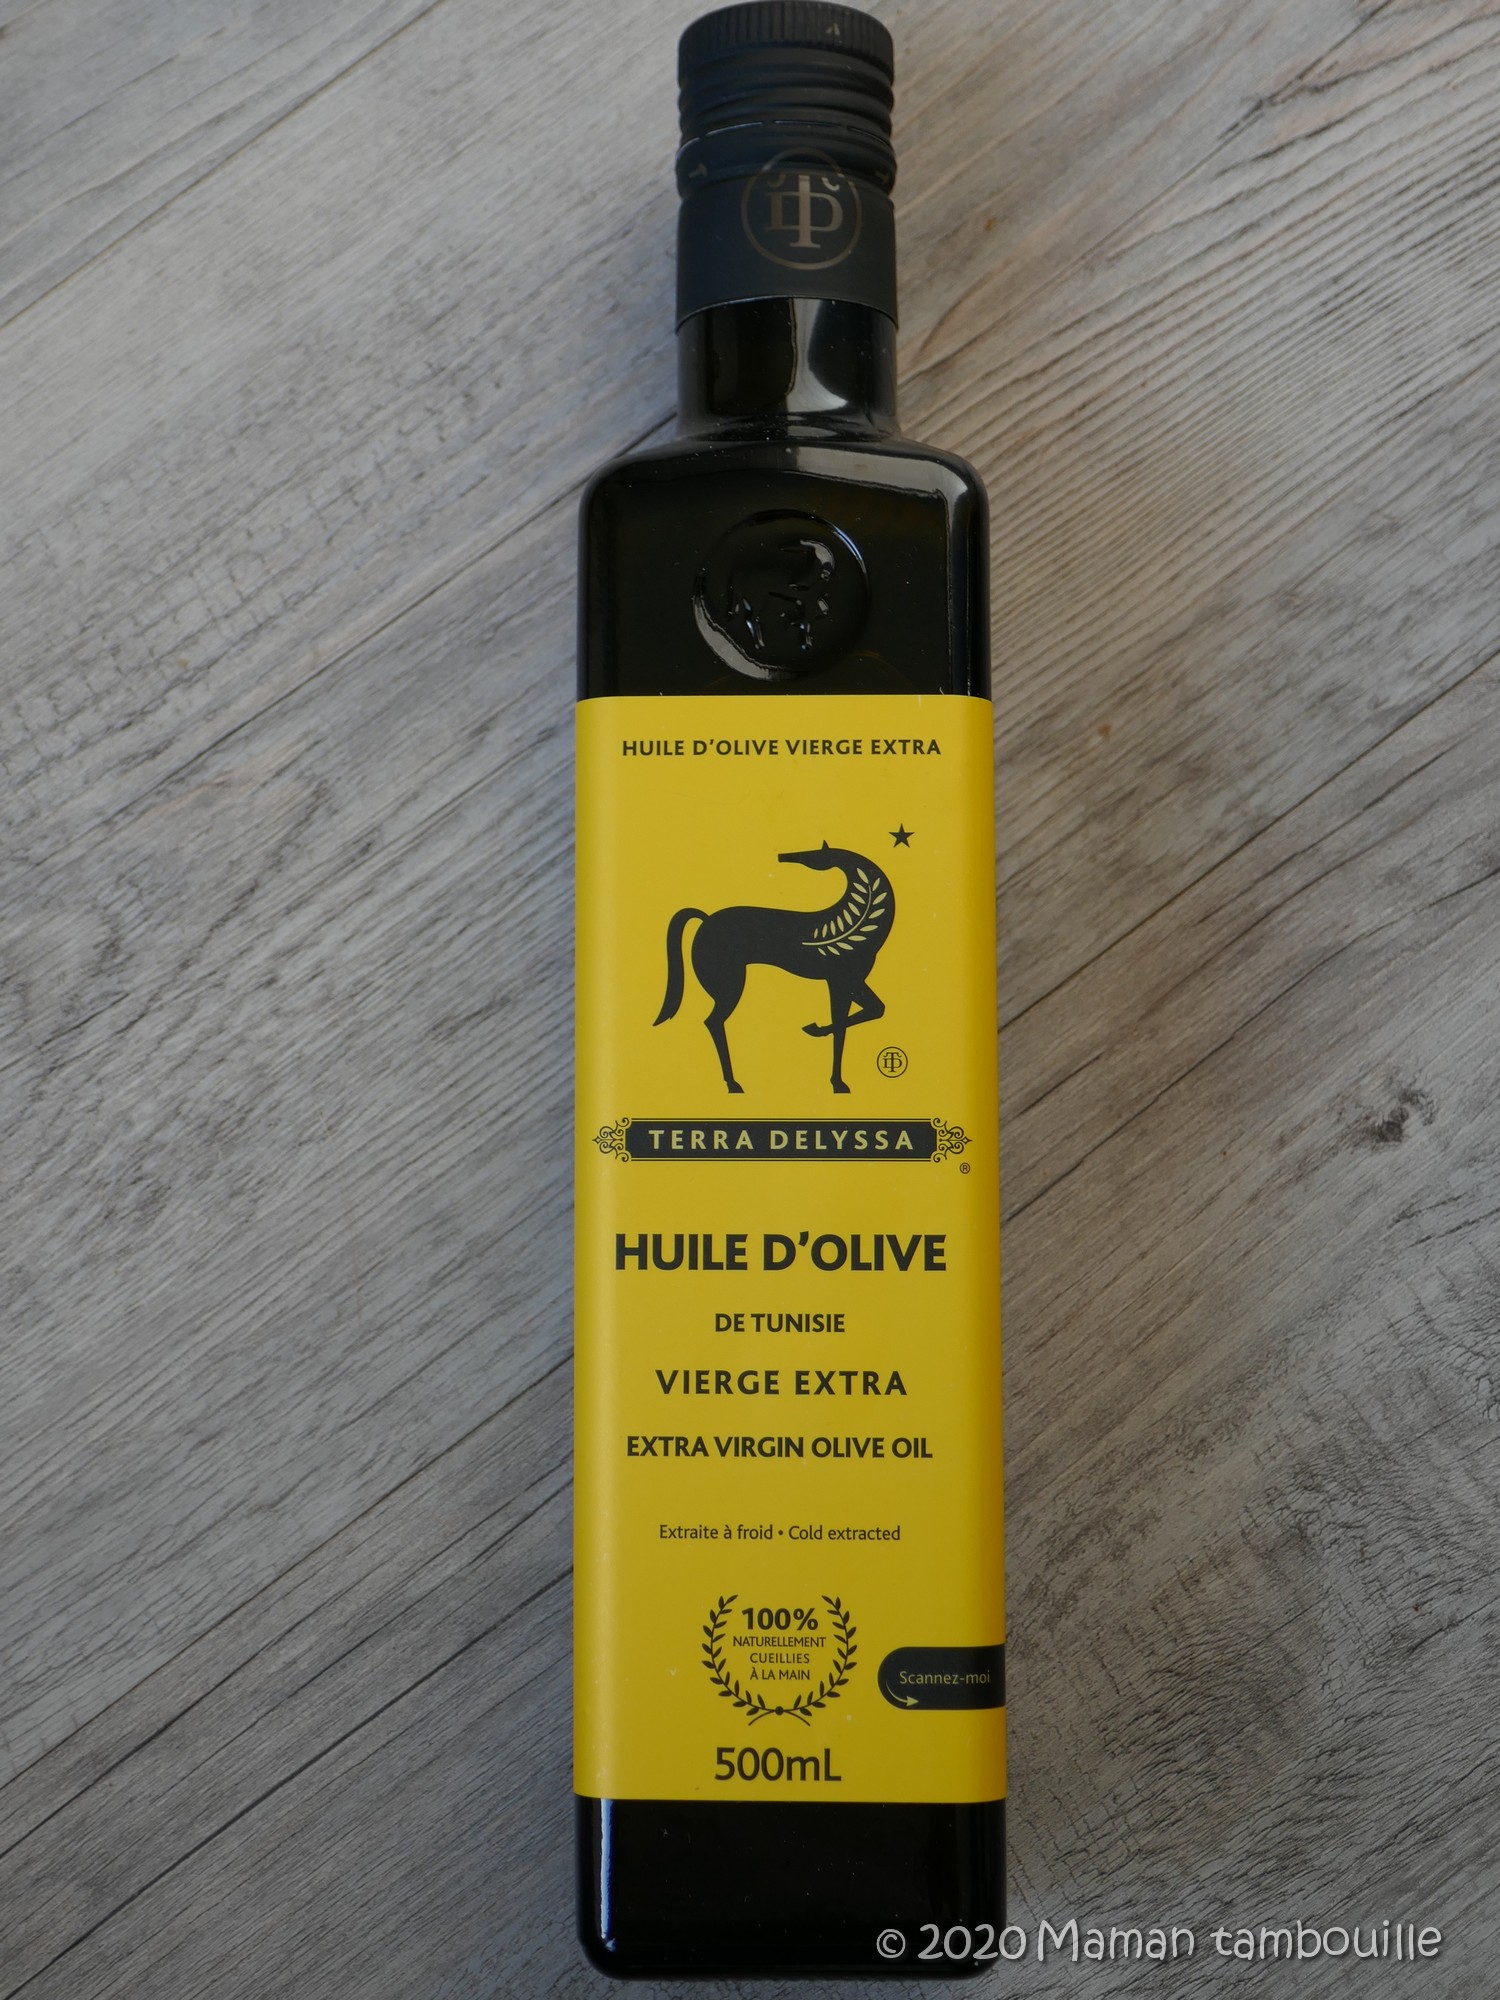 HUILE D'OLIVE VIERGE EXTRA
TERRA DELYSSA
®
HUILE D'OLIVE
DE TUNISIE
VIERGE EXTRA
EXTRA VIRGIN OLIVE OIL
Extraite à froid • Cold extracted
100%
NATURELLEMENT
CUEILLIES
À LA MAIN
Scannez-moi
500mL
© 2020 Maman tambouille